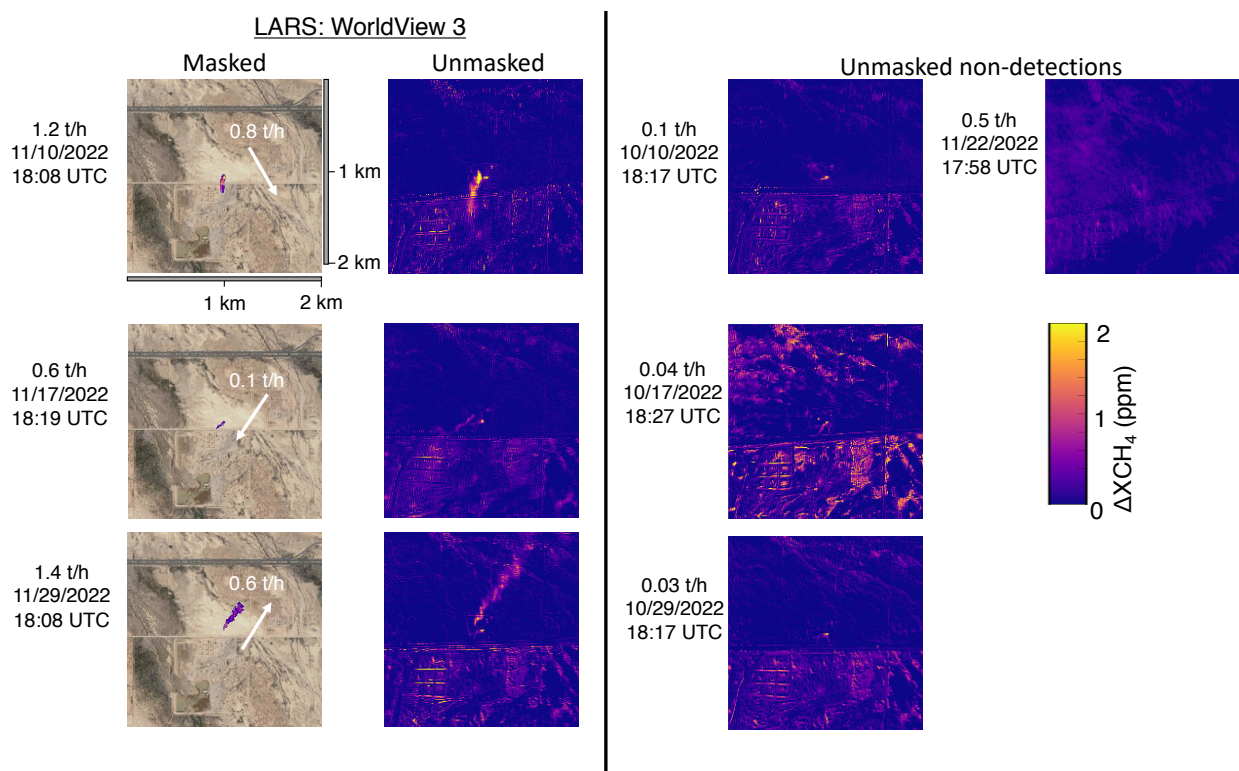 LARS: WorldView 3
Masked
Unmasked
1.2 t/h
11/10/2022
18:08 UTC
0.8 t/h
1 km
2 km
1 km
2 km
0.6 t/h
11/17/2022
18:19 UTC
0.1 t/h
1.4 t/h
11/29/2022
18:08 UTC
0.6 t/h
Unmasked non-detections
0.1 t/h
10/10/2022
18:17 UTC
0.5 t/h
11/22/2022
17:58 UTC
0.04 t/h
10/17/2022
18:27 UTC
2
1
0
ΔXCH₄ (ppm)
0.03 t/h
10/29/2022
18:17 UTC